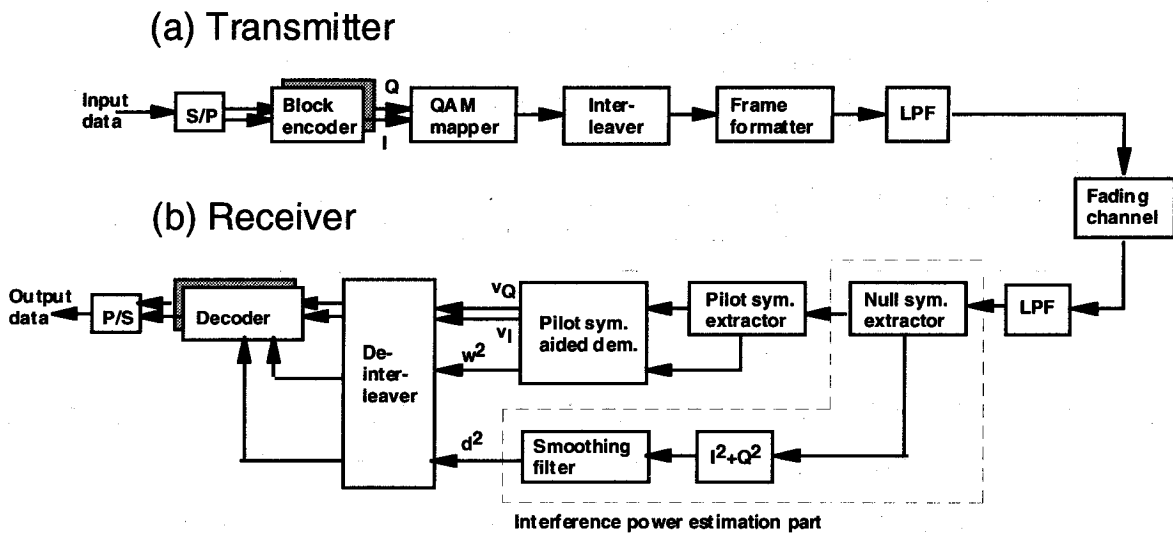 (a) Transmitter
Input
data
S/P
Block
encoder
Q
I
QAM
mapper
Inter-
leaver
Frame
formatter
LPF
Fading
channel
(b) Receiver
Output
data
P/S
Decoder
De-
inter-
leaver
vQ
vI
w²
d²
Pilot sym.
aided dem.
Pilot sym.
extractor
Null sym.
extractor
LPF
Smoothing
filter
I²+Q²
Interference power estimation part